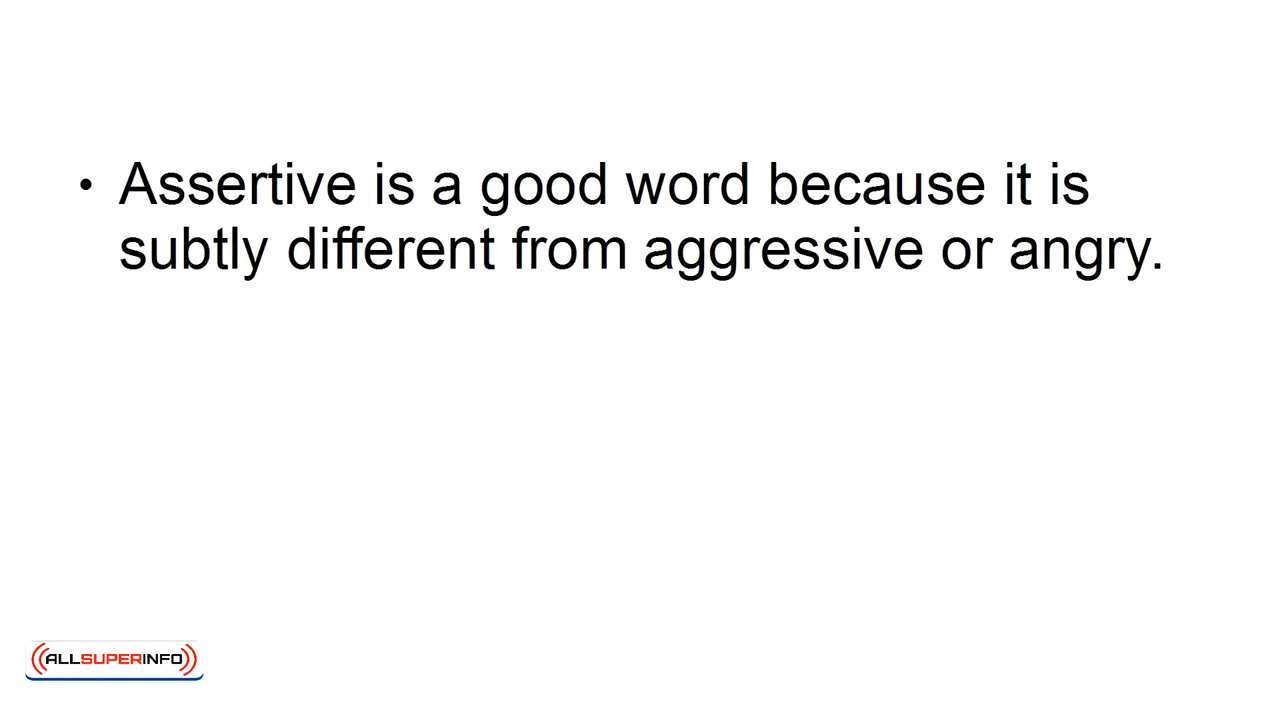 • Assertive is a good word because it is
subtly different from aggressive or angry.
ALLSUPERINFO